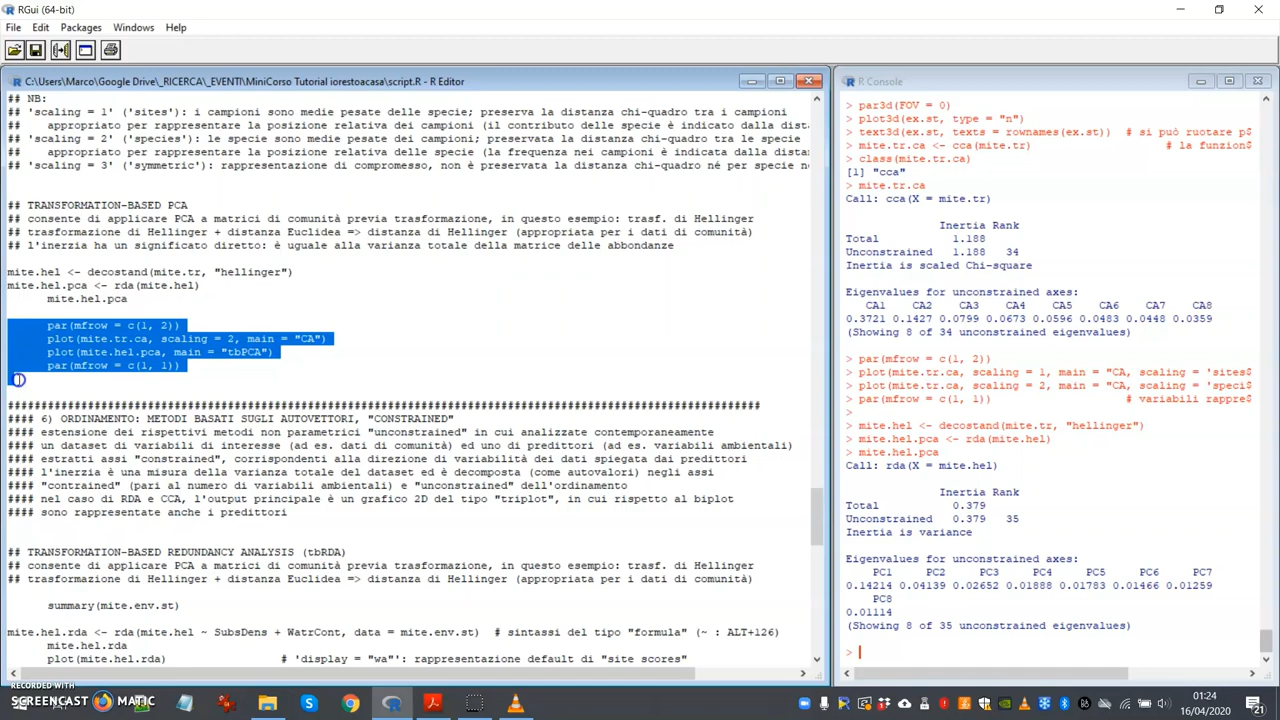 RGui (64-bit)
File Edit Packages Windows Help
C:\Users\Marco\Google Drive\_RICERCA\_EVENTI\MiniCorso Tutorial iorestoacasa\script.R - R Editor
## NB:
## 'scaling = 1' ('sites'): i campioni sono medie pesate delle specie; preserva la distanza chi-quadro tra i campioni
## appropriato per rappresentare la posizione relativa dei campioni (il contributo delle specie è indicato dalla dist
## 'scaling = 2' ('species'): le specie sono medie pesate dei campioni; preservata la distanza chi-quadro tra le specie
## appropriato per rappresentare la posizione relativa delle specie (la frequenza nei campioni è indicata dalla distan
## 'scaling = 3' ('symmetric'): rappresentazione di compromesso, non è preservata la distanza chi-quadro né per specie n
## TRANSFORMATION-BASED PCA
## consente di applicare PCA a matrici di comunità previa trasformazione, in questo esempio: trasf. di Hellinger
## trasformazione di Hellinger + distanza Euclidea => distanza di Hellinger (appropriata per i dati di comunità)
## l'inerzia ha un significato diretto: è uguale alla varianza totale della matrice delle abbondanze
mite.hel <- decostand(mite.tr, "hellinger")
mite.hel.pca <- rda(mite.hel)
mite.hel.pca
par(mfrow = c(1, 2))
plot(mite.tr.ca, scaling = 2, main = "CA")
plot(mite.hel.pca, main = "tbPCA")
par(mfrow = c(1, 1))
################################################################################################################
#### 6) ORDINAMENTO: METODI BASATI SUGLI AUTOVETTORI, "CONSTRAINED"
#### estensione dei rispettivi metodi non parametrici "unconstrained" in cui analizzare contemporaneamente
#### un dataset di variabili di interesse (ad es. dati di comunità) ed uno di predittori (ad es. variabili ambientali)
#### estratti assi "constrained", corrispondenti alla direzione di variabilità dei dati spiegata dai predittori
#### l'inerzia è una misura della varianza totale del dataset ed è decomposta (come autovalori) negli assi
#### "contrained" (pari al numero di variabili ambientali) e "unconstrained" dell'ordinamento
#### nel caso di RDA e CCA, l'output principale è un grafico 2D del tipo "triplot", in cui rispetto al biplot
#### sono rappresentate anche i predittori
## TRANSFORMATION-BASED REDUNDANCY ANALYSIS (tbRDA)
## consente di applicare PCA a matrici di comunità previa trasformazione, in questo esempio: trasf. di Hellinger
## trasformazione di Hellinger + distanza Euclidea => distanza di Hellinger (appropriata per i dati di comunità)
summary(mite.env.st)
mite.hel.rda <- rda(mite.hel ~ SubsDens + WatrCont, data = mite.env.st) # sintassi del tipo "formula" (~ : ALT+126)
mite.hel.rda
plot(mite.hel.rda) # 'display = "wa"': rappresentazione default di "site scores"
R Console
> par3d(FOV = 0)
> plot3d(ex.st, type = "n")
> text3d(ex.st, texts = rownames(ex.st)) # si può ruotare p$
> mite.tr.ca <- cca(mite.tr) # la funzion$
> class(mite.tr.ca)
[1] "cca"
> mite.tr.ca
Call: cca(X = mite.tr)
Inertia Rank
Total 1.188
Unconstrained 1.188 34
Inertia is scaled Chi-square
Eigenvalues for unconstrained axes:
CA1 CA2 CA3 CA4 CA5 CA6 CA7 CA8
0.3721 0.1427 0.0799 0.0673 0.0596 0.0483 0.0448 0.0359
(Showing 8 of 34 unconstrained eigenvalues)
> par(mfrow = c(1, 2))
> plot(mite.tr.ca, scaling = 1, main = "CA, scaling = 'sites$
> plot(mite.tr.ca, scaling = 2, main = "CA, scaling = 'speci$
> par(mfrow = c(1, 1)) # variabili rappre$
>
> mite.hel <- decostand(mite.tr, "hellinger")
> mite.hel.pca <- rda(mite.hel)
> mite.hel.pca
Call: rda(X = mite.hel)
Inertia Rank
Total 0.379
Unconstrained 0.379 35
Inertia is variance
Eigenvalues for unconstrained axes:
PC1 PC2 PC3 PC4 PC5 PC6 PC7
0.14214 0.04139 0.02652 0.01888 0.01783 0.01466 0.01259
PC8
0.01114
(Showing 8 of 35 unconstrained eigenvalues)
>
RECORDED WITH
SCREENCAST MATIC
01:24
16/04/2020
21